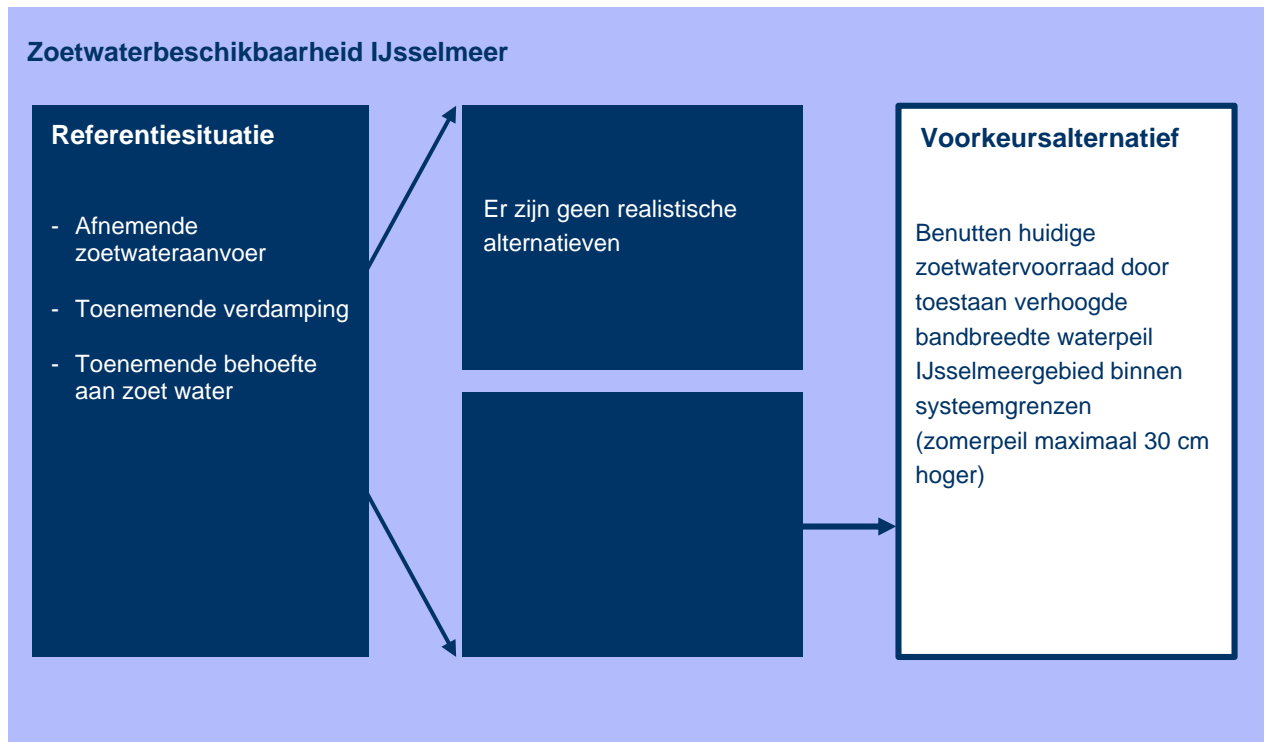 Zoetwaterbeschikbaarheid IJsselmeer
Referentiesituatie
- Afnemende
zoetwateraanvoer
- Toenemende verdamping
- Toenemende behoefte
aan zoet water
Er zijn geen realistische
alternatieven
Voorkeursalternatief
Benutten huidige
zoetwatervoorraad door
toestaan verhoogde
bandbreedte waterpeil
IJsselmeergebied binnen
systeemgrenzen
(zomerpeil maximaal 30 cm
hoger)